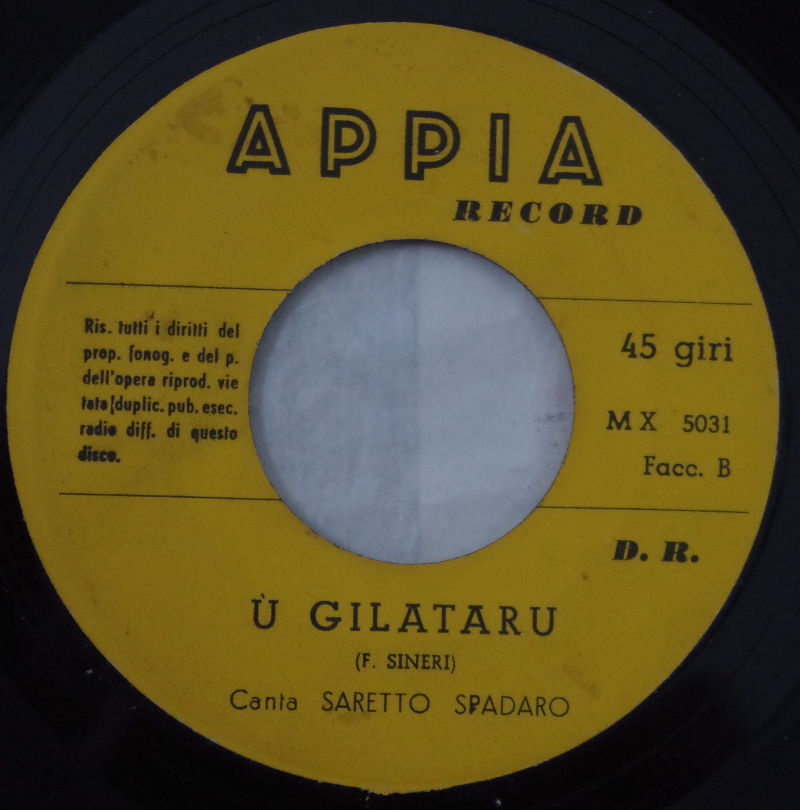 APPIA
RECORD
Ris. tutti i diritti del
prop. fonog. e del p.
dell'opera riprod. vie
tata(duplic. pub. esec.
radio diff. di questo
disco.
45 giri
MX 5031
Facc. B
D. R.
Ù GILATARU
(F. SINERI)
Canta SARETTO SPADARO